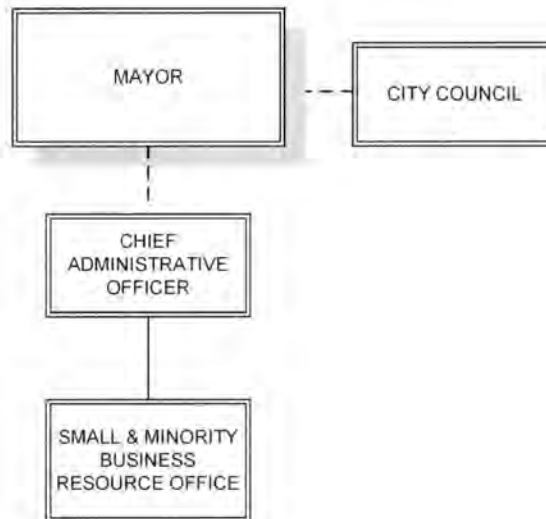 MAYOR
CITY COUNCIL
CHIEF
ADMINISTRATIVE
OFFICER
SMALL & MINORITY
BUSINESS
RESOURCE OFFICE